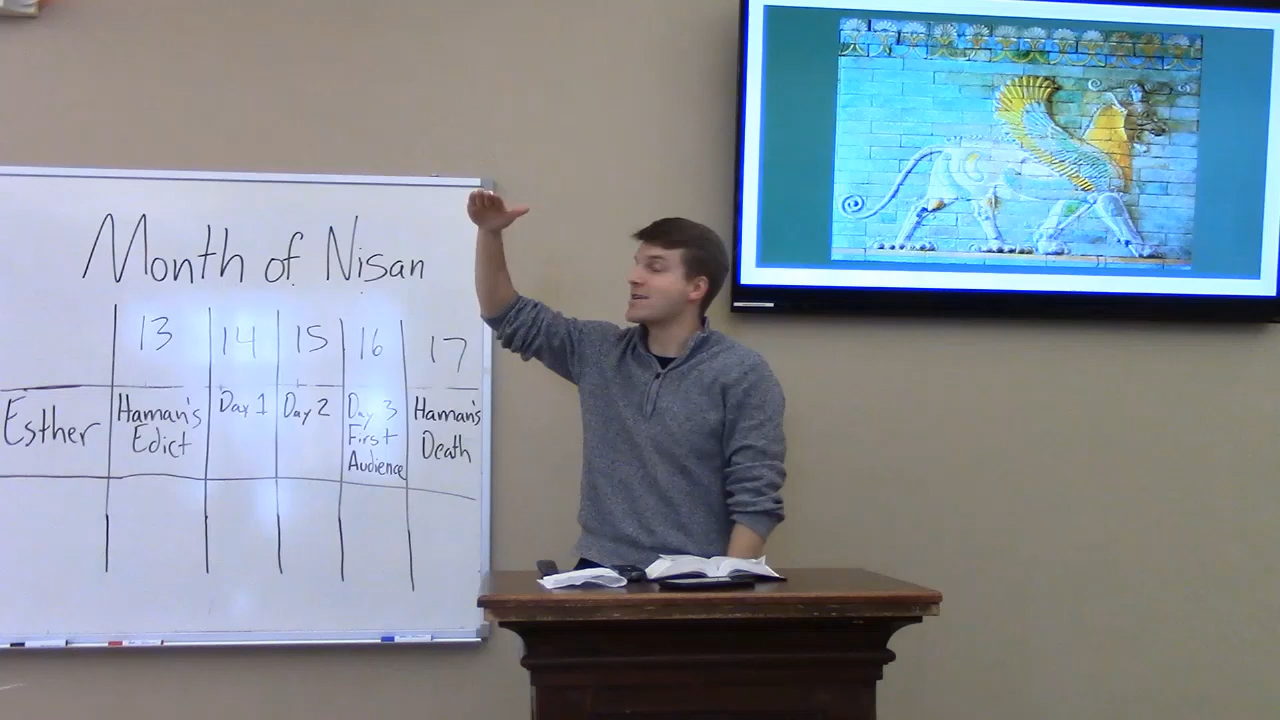 Month of Nisan
13 14 15 16 17
Esther Haman's Edict Day 1 Day 2 Day 3 First Audience Haman's Death